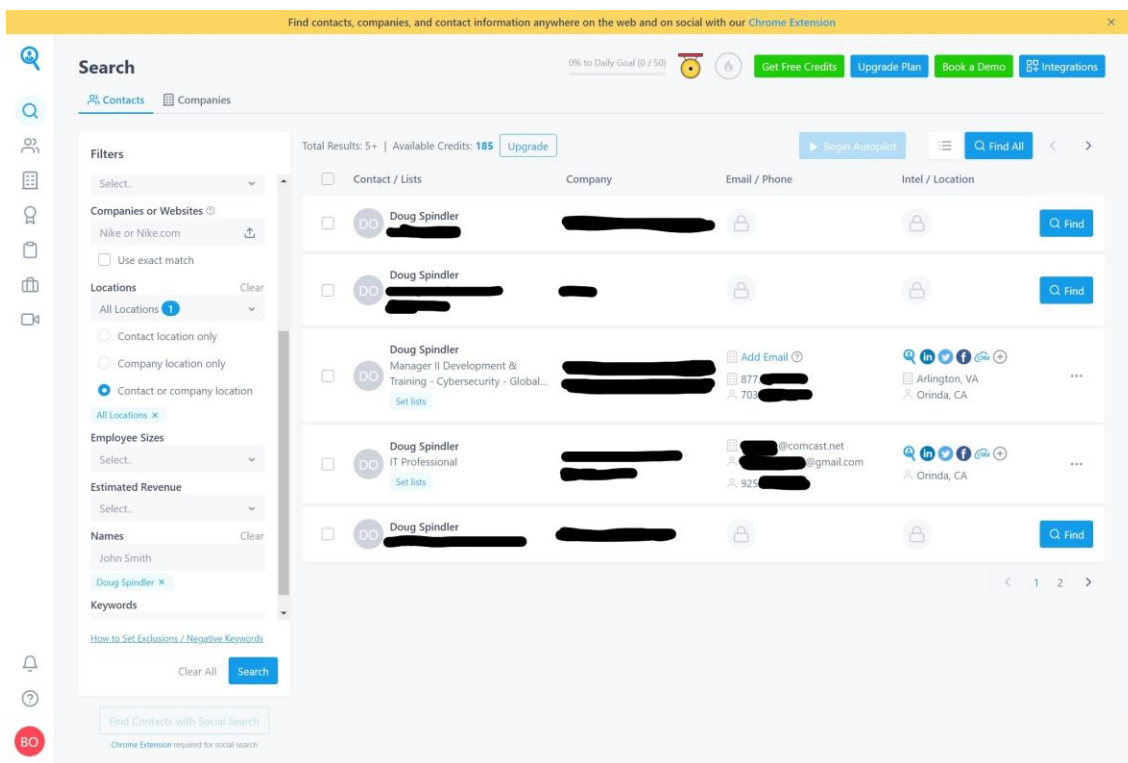 Find contacts, companies, and contact information anywhere on the web and on social with our Chrome Extension
Search
0% to Daily Goal (0 / 50)
Get Free Credits
Upgrade Plan
Book a Demo
Integrations
Contacts
Companies
Filters
Select..
Companies or Websites
Nike or Nike.com
Use exact match
Locations
Clear
All Locations 1
Contact location only
Company location only
Contact or company location
All Locations ×
Employee Sizes
Select..
Estimated Revenue
Select..
Names
Clear
John Smith
Doug Spindler ×
Keywords
How to Set Exclusions / Negative Keywords
Clear All
Search
Find Contacts with Social Search
Chrome Extension required for social search
BO
Total Results: 5+ | Available Credits: 185
Upgrade
Begin Autopilot
Find All
Contact / Lists
Company
Email / Phone
Intel / Location
DO
Doug Spindler
Find
DO
Doug Spindler
Find
DO
Doug Spindler
Manager II Development &
Training - Cybersecurity - Global...
Set lists
Add Email
877
703
Arlington, VA
Orinda, CA
DO
Doug Spindler
IT Professional
Set lists
@comcast.net
@gmail.com
925
Orinda, CA
DO
Doug Spindler
Find
1 2